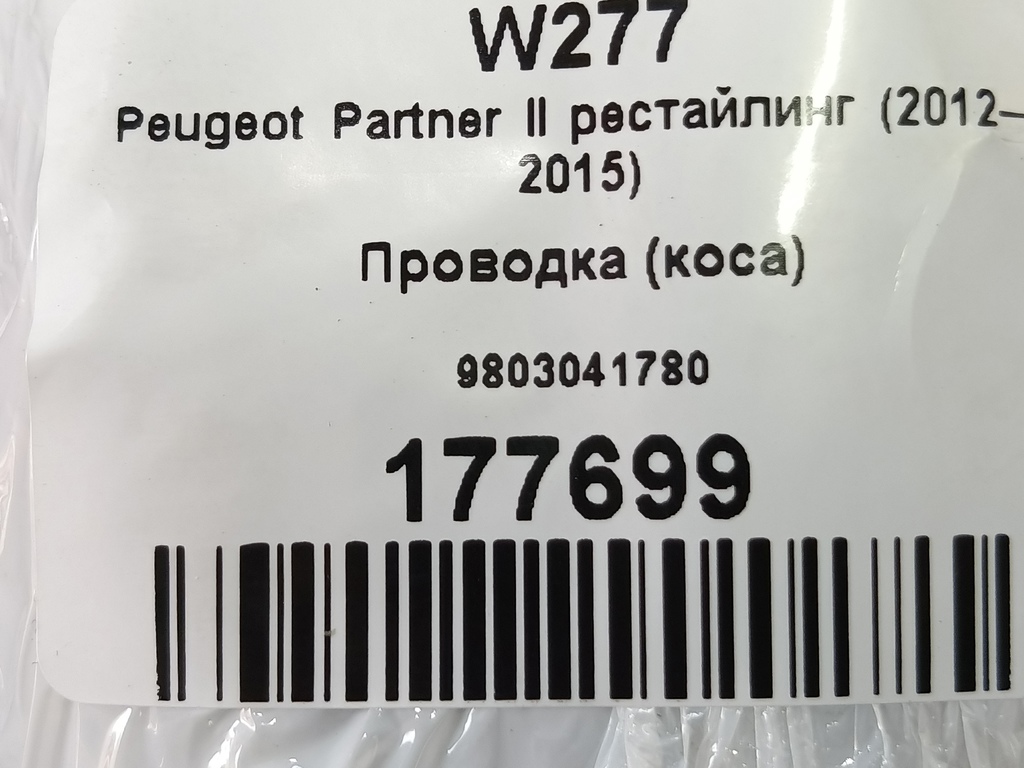 W277
Peugeot Partner II рестайлинг (2012–
2015)
Проводка (коса)
9803041780
177699